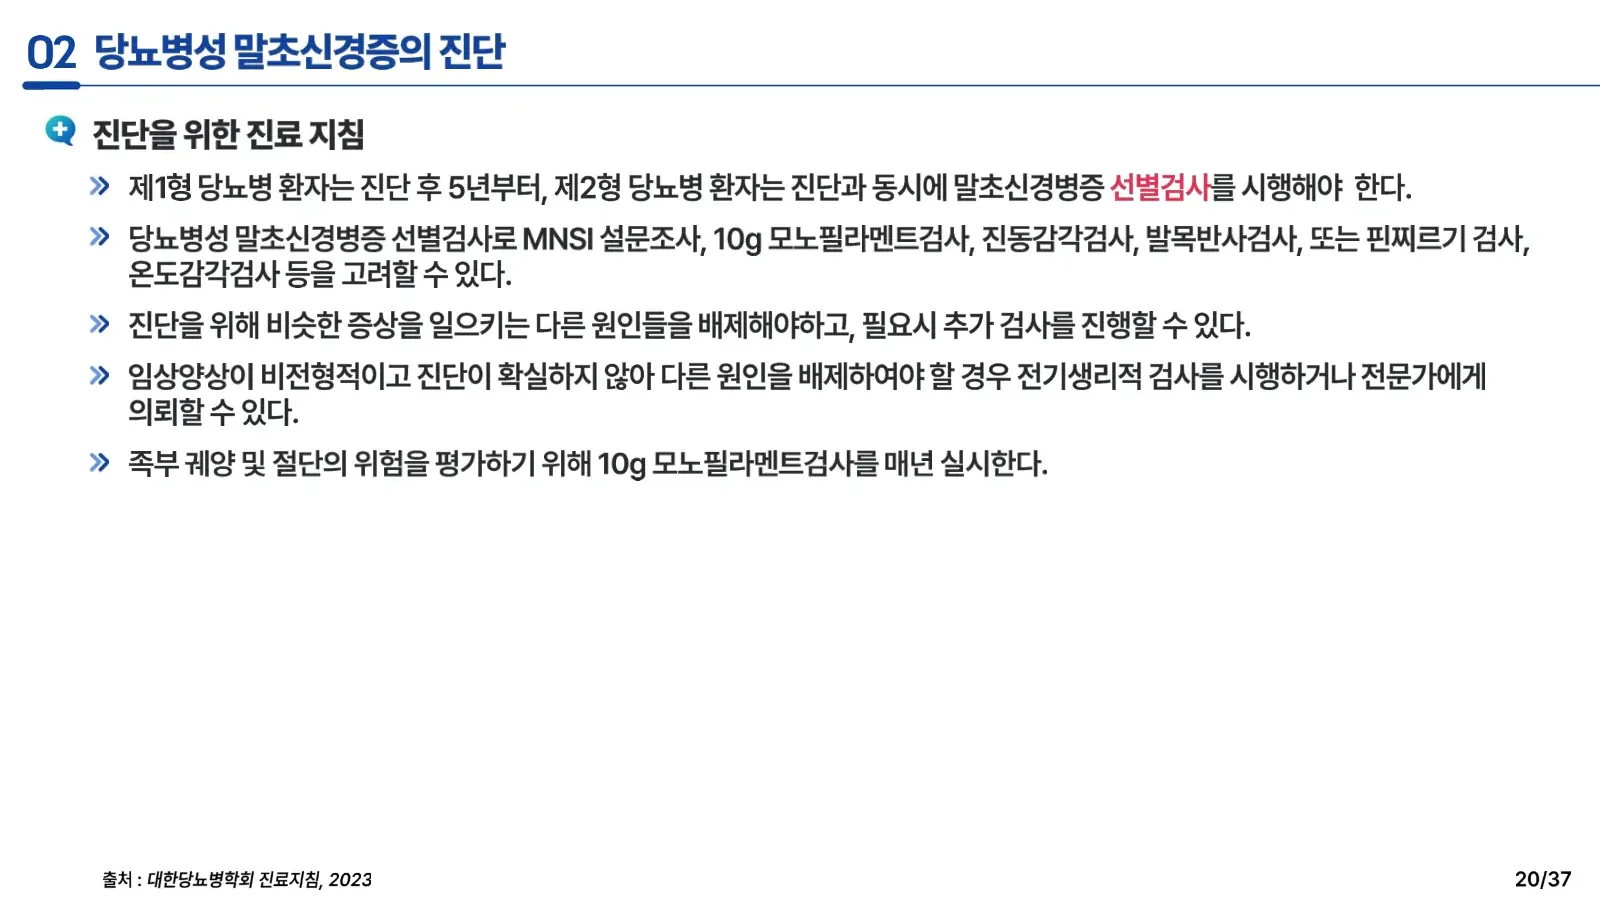 02 당뇨병성 말초신경증의 진단
진단을 위한 진료 지침
제1형 당뇨병 환자는 진단 후 5년부터, 제2형 당뇨병 환자는 진단과 동시에 말초신경병증 선별검사를 시행해야 한다.
당뇨병성 말초신경병증 선별검사로 MNSI 설문조사, 10g 모노필라멘트검사, 진동감각검사, 발목반사검사, 또는 핀찌르기 검사,
온도감각검사 등을 고려할 수 있다.
진단을 위해 비슷한 증상을 일으키는 다른 원인들을 배제해야하고, 필요시 추가 검사를 진행할 수 있다.
임상양상이 비전형적이고 진단이 확실하지 않아 다른 원인을 배제하여야 할 경우 전기생리적 검사를 시행하거나 전문가에게
의뢰할 수 있다.
족부 궤양 및 절단의 위험을 평가하기 위해 10g 모노필라멘트검사를 매년 실시한다.
출처 : 대한당뇨병학회 진료지침, 2023
20/37